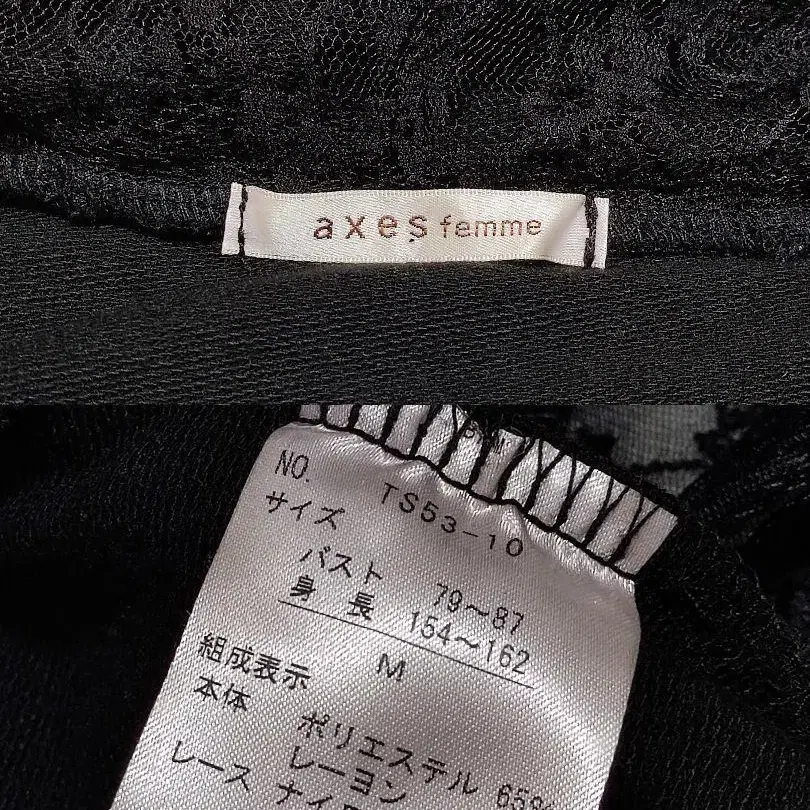 axes femme
NO. TS53-10
サイズ
バスト 79～87
身長 154～162
M
組成表示
本体 ポリエステル 65%
レーヨン
レース